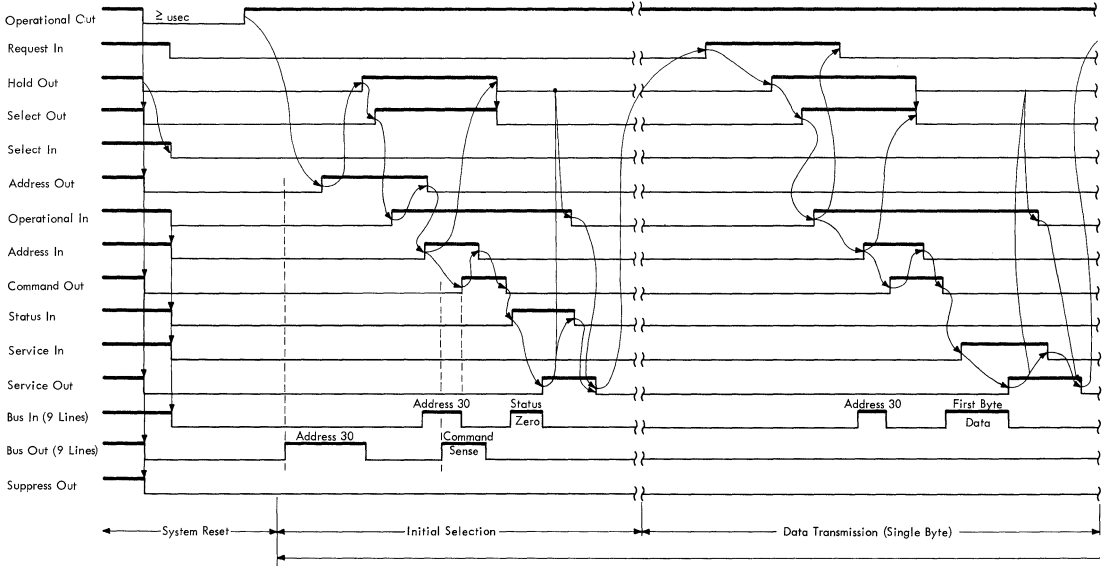 Operational Cut
≥ usec
Request In
Hold Out
Select Out
Select In
Address Out
Operational In
Address In
Command Out
Status In
Service In
Service Out
Address 30
Status
Address 30
First Byte
Bus In (9 Lines)
Zero
Data
Address 30
Command
Bus Out (9 Lines)
Sense
Suppress Out
System Reset
Initial Selection
Data Transmission (Single Byte)